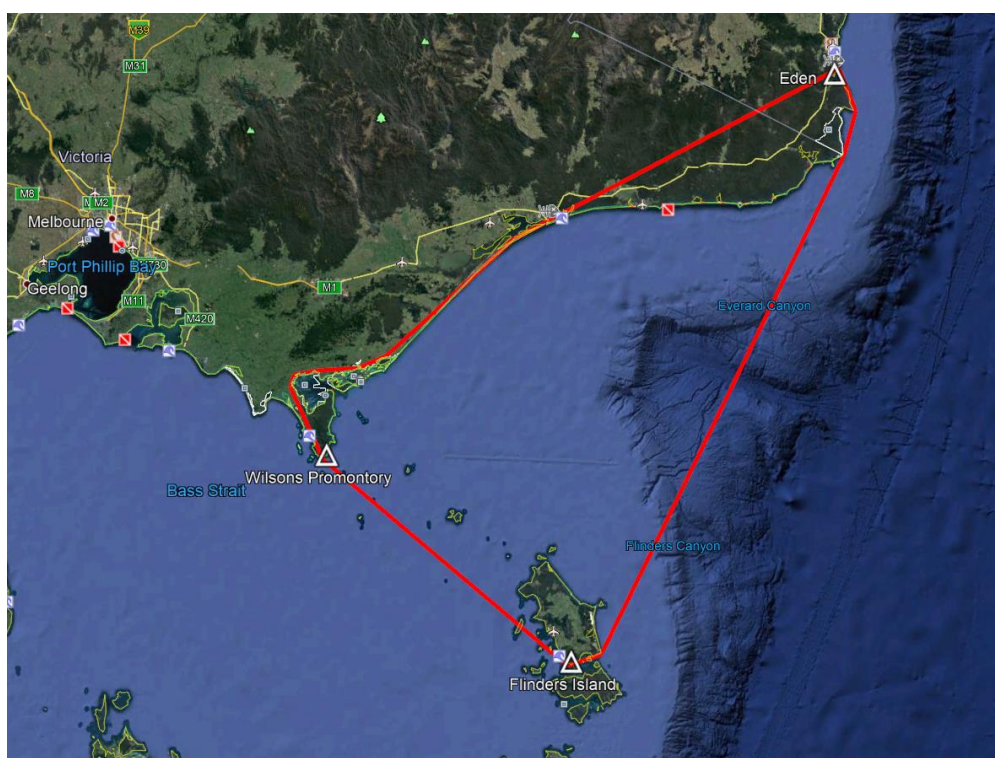 M39
M31
Eden
Victoria
M8
M2
Melbourne
Port Phillip Bay
M1
Geelong
M11
M420
Everard Canyon
Wilsons Promontory
Bass Strait
Flinders Canyon
Flinders Island